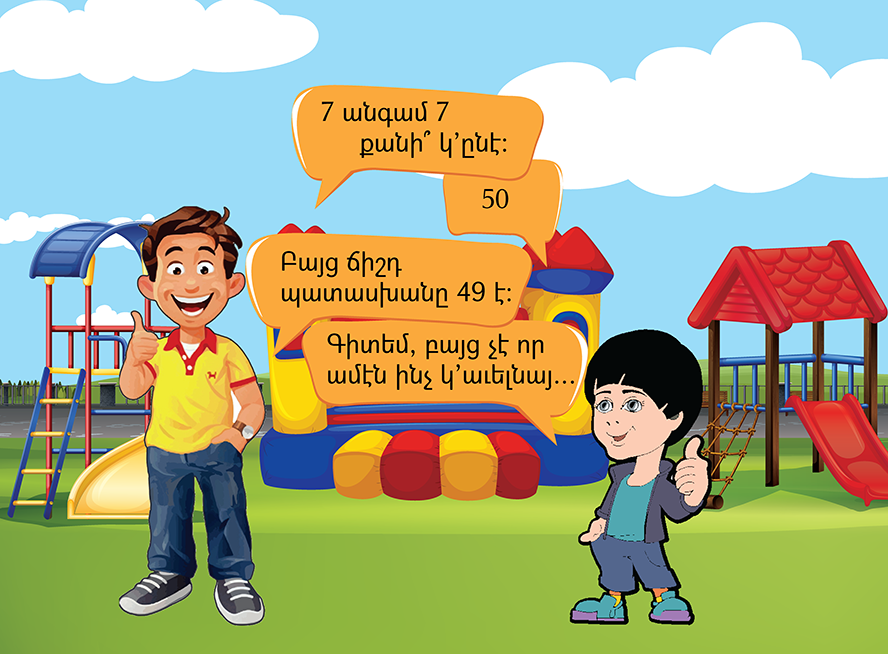 7 անգամ 7
քանի՞ կ’ընէ:
50
Բայց ճիշդ
պատասխանը 49 է:
Գիտեմ, բայց չէ որ
ամէն ինչ կ’աւելնայ...